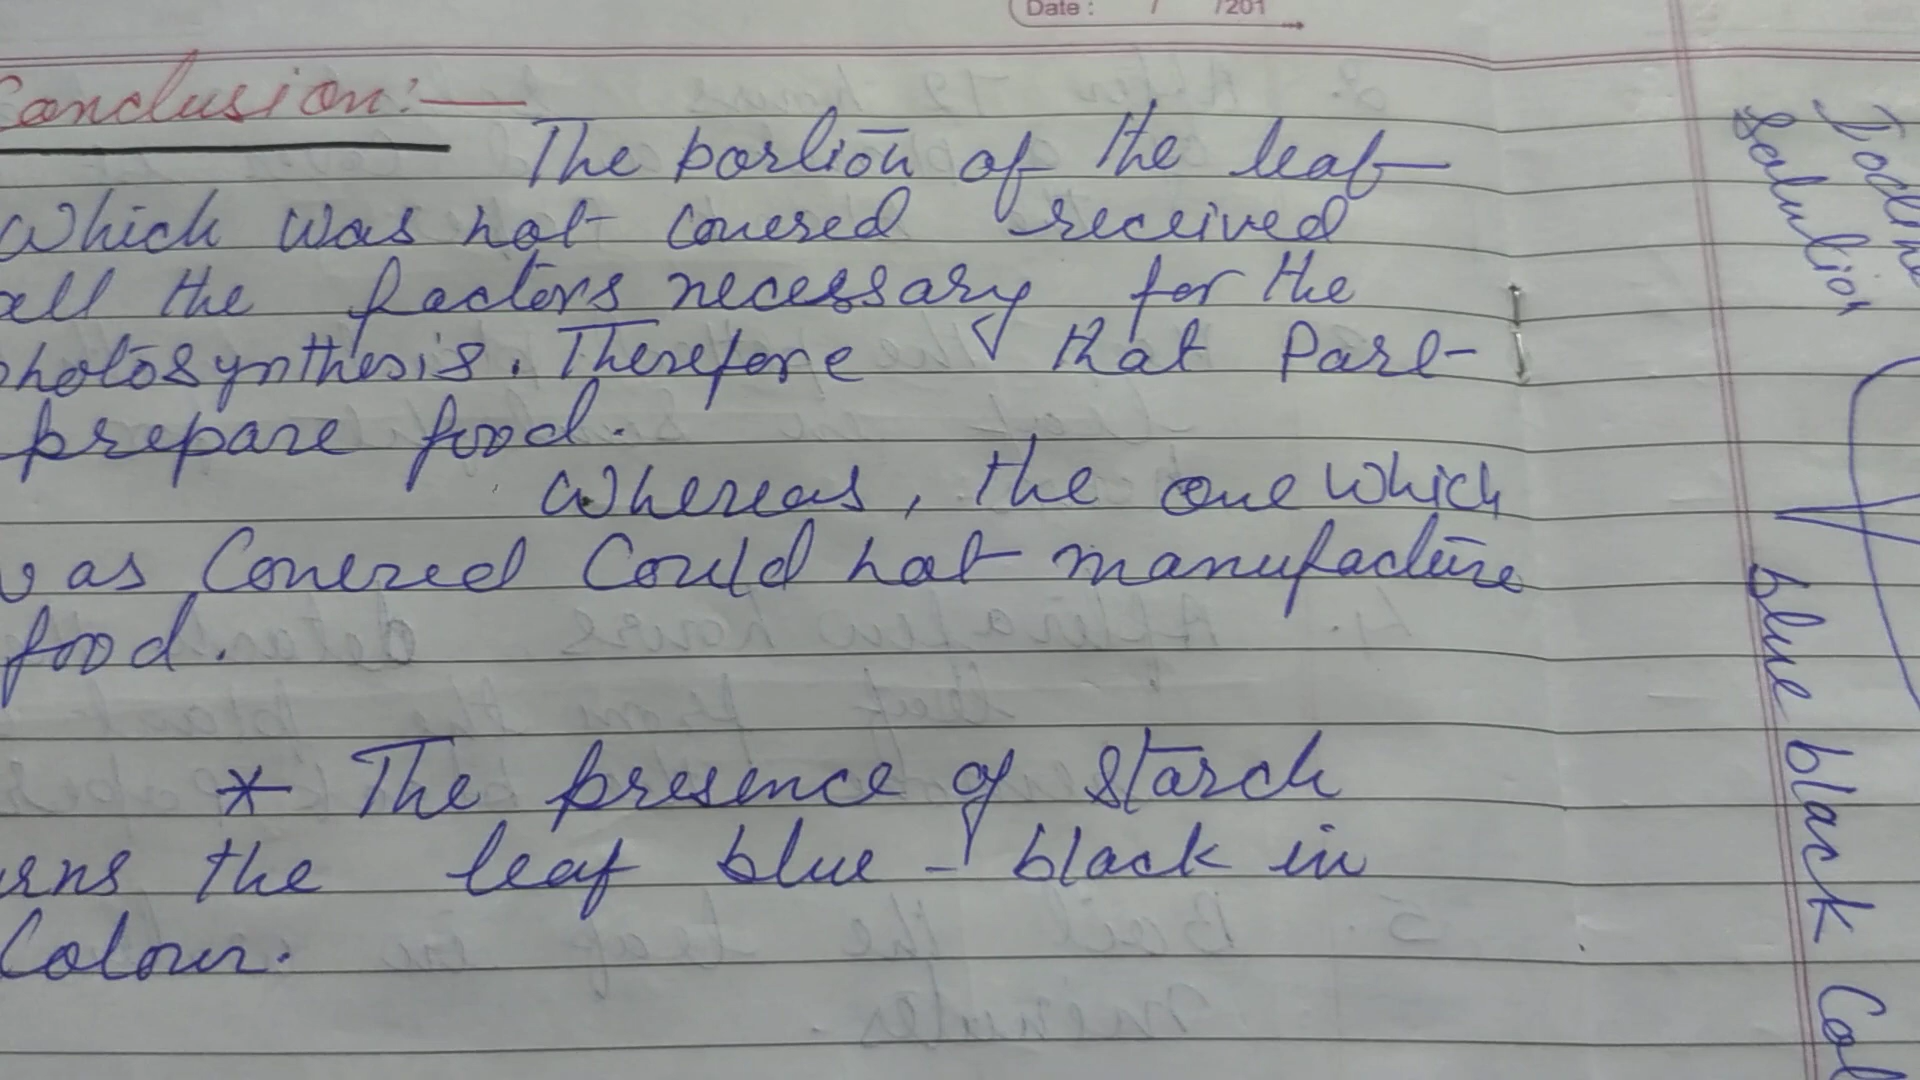 Date : / /201
Conclusion:—
The portion of the leaf
which was not covered received
all the factors necessary for the
photosynthesis. Therefore that Part
prepare food.
Whereas, the one which
was Covered Could not manufacture
food.
* The presence of starch
the leaf blue - black in
Colour.
Iodine
Solution
blue black Col